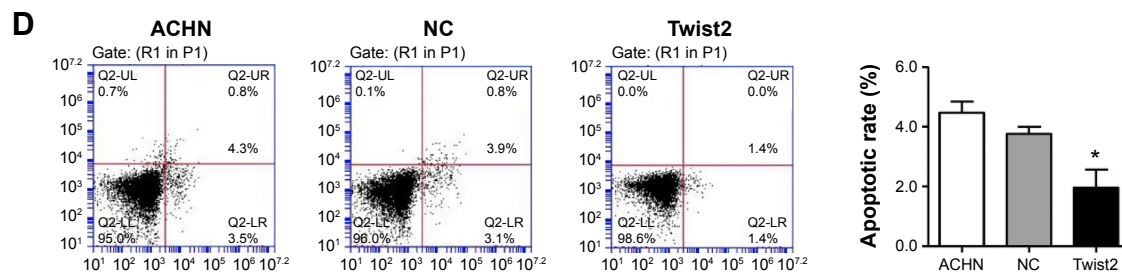 D
ACHN
Gate: (R1 in P1)
10^7.2
10^6
10^5
10^4
10^3
10^2
10^1
Q2-UL
0.7%
Q2-UR
0.8%
4.3%
Q2-LL
95.0%
Q2-LR
3.5%
10^1 10^2 10^3 10^4 10^5 10^6 10^7.2
NC
Gate: (R1 in P1)
10^7.2
10^6
10^5
10^4
10^3
10^2
10^1
Q2-UL
0.1%
Q2-UR
0.8%
3.9%
Q2-LL
96.0%
Q2-LR
3.1%
10^1 10^2 10^3 10^4 10^5 10^6 10^7.2
Twist2
Gate: (R1 in P1)
10^7.2
10^6
10^5
10^4
10^3
10^2
10^1
Q2-UL
0.0%
Q2-UR
0.0%
1.4%
Q2-LL
98.6%
Q2-LR
1.4%
10^1 10^2 10^3 10^4 10^5 10^6 10^7.2
Apoptotic rate (%)
6.0
4.0
2.0
0.0
*
ACHN NC Twist2